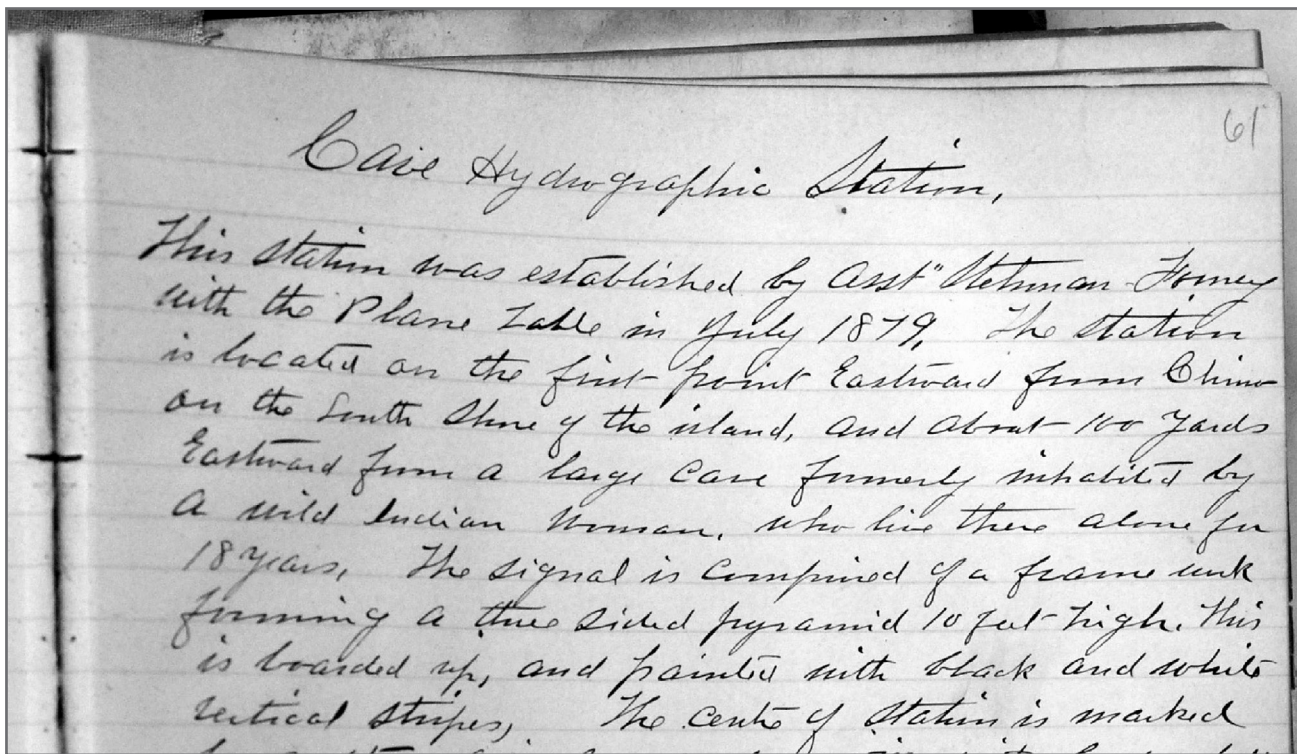 61
Cave Hydrographic Station,
This station was established by Asst" Stehman Forney
with the Plane Table in July 1879, The station
is located on the first point Eastward from Chino
on the South Shore of the island, and about 100 yards
Eastward from a large cave formerly inhabited by
a wild Indian Woman, who live there alone for
18 years, The signal is composed of a frame work
forming a three sided pyramid 10 feet high. This
is boarded up, and painted with black and white
vertical stripes, The centre of station is marked